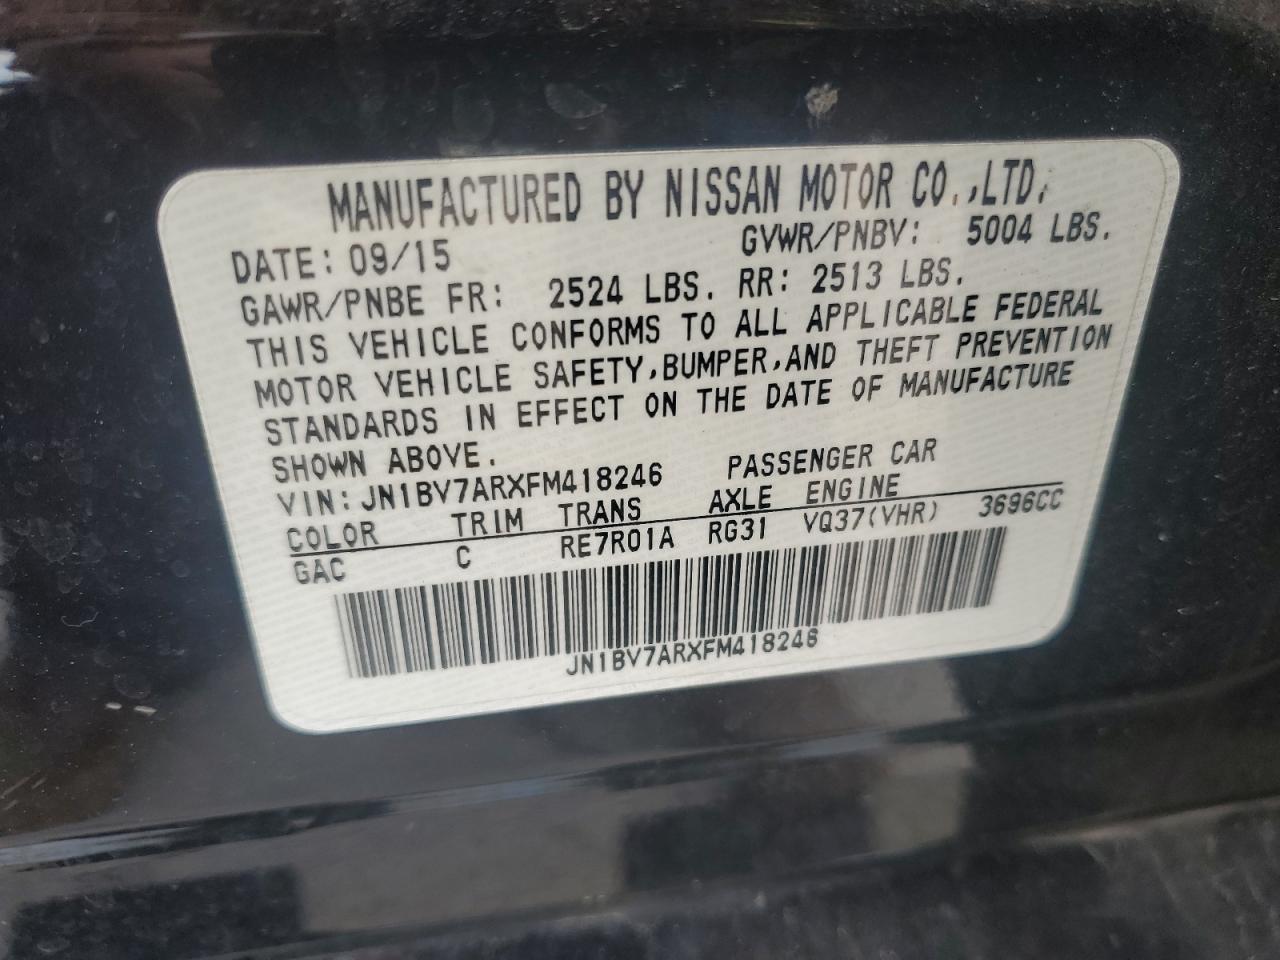 MANUFACTURED BY NISSAN MOTOR CO.,LTD.
DATE: 09/15 GVWR/PNBV: 5004 LBS.
GAWR/PNBE FR: 2524 LBS. RR: 2513 LBS.
THIS VEHICLE CONFORMS TO ALL APPLICABLE FEDERAL
MOTOR VEHICLE SAFETY,BUMPER,AND THEFT PREVENTION
STANDARDS IN EFFECT ON THE DATE OF MANUFACTURE
SHOWN ABOVE.
VIN:JN1BV7ARXFM418246 PASSENGER CAR
COLOR TRIM TRANS AXLE ENGINE
GAC C RE7R01A RG31 VQ37(VHR) 3696CC
JN1BV7ARXFM418246